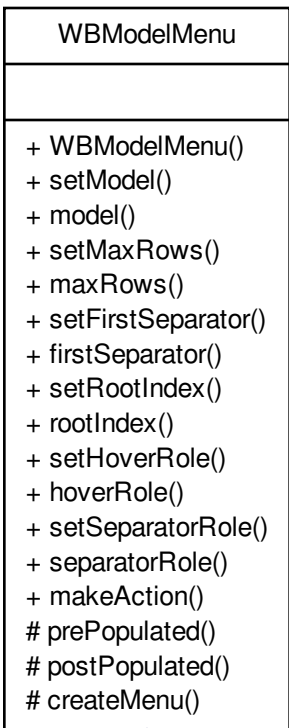 WBModelMenu
+ WBModelMenu()
+ setModel()
+ model()
+ setMaxRows()
+ maxRows()
+ setFirstSeparator()
+ firstSeparator()
+ setRootIndex()
+ rootIndex()
+ setHoverRole()
+ hoverRole()
+ setSeparatorRole()
+ separatorRole()
+ makeAction()
# prePopulated()
# postPopulated()
# createMenu()